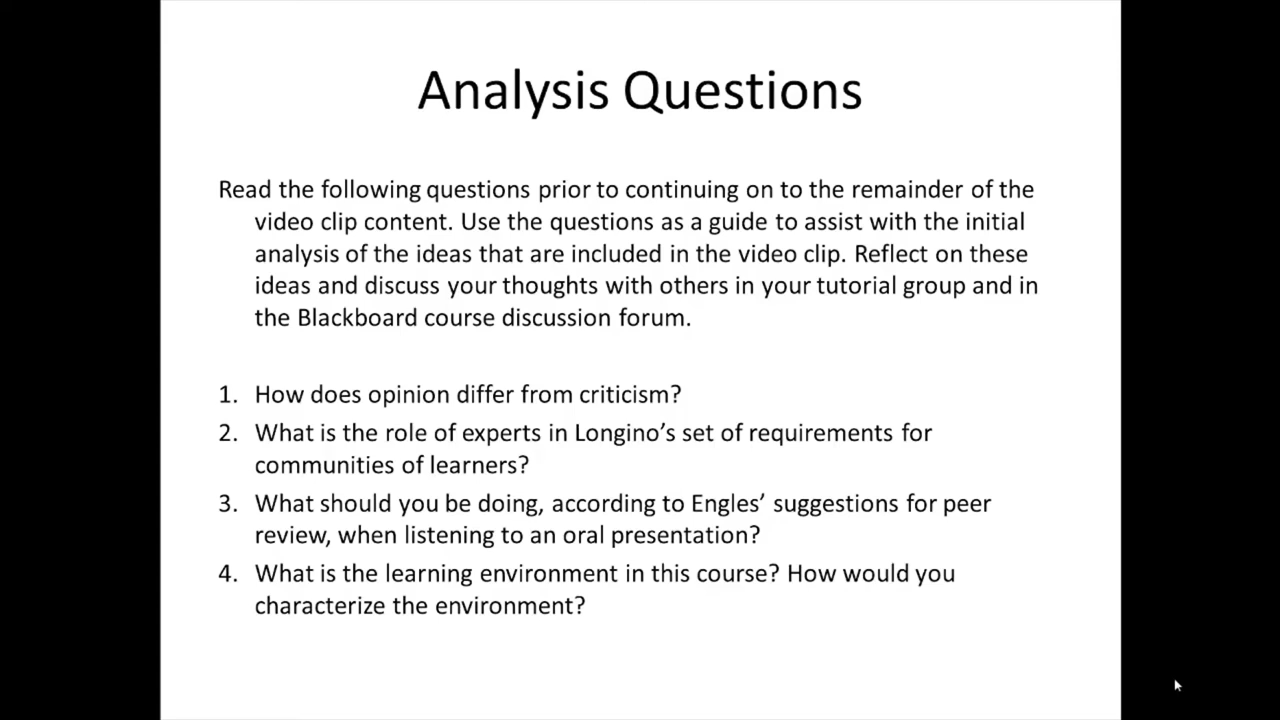 Analysis Questions
Read the following questions prior to continuing on to the remainder of the
video clip content. Use the questions as a guide to assist with the initial
analysis of the ideas that are included in the video clip. Reflect on these
ideas and discuss your thoughts with others in your tutorial group and in
the Blackboard course discussion forum.
1. How does opinion differ from criticism?
2. What is the role of experts in Longino’s set of requirements for
communities of learners?
3. What should you be doing, according to Engles’ suggestions for peer
review, when listening to an oral presentation?
4. What is the learning environment in this course? How would you
characterize the environment?